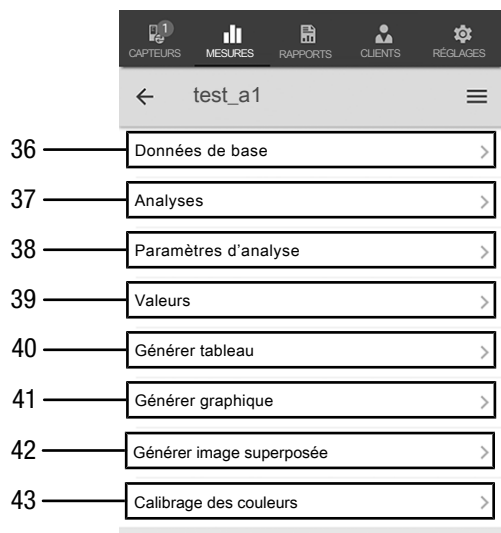 1
CAPTEURS MESURES RAPPORTS CLIENTS RÉGLAGES
test_a1
36 Données de base
37 Analyses
38 Paramètres d'analyse
39 Valeurs
40 Générer tableau
41 Générer graphique
42 Générer image superposée
43 Calibrage des couleurs